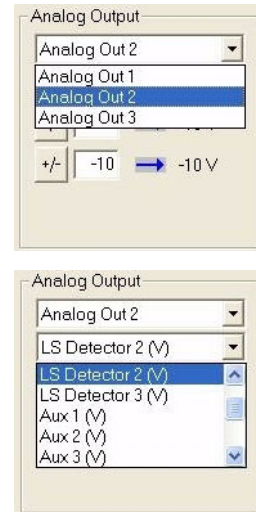 Analog Output
Analog Out 2
Analog Out 1
Analog Out 2
Analog Out 3
+/- -10 -10 V
Analog Output
Analog Out 2
LS Detector 2 (V)
LS Detector 2 (V)
LS Detector 3 (V)
Aux 1 (V)
Aux 2 (V)
Aux 3 (V)